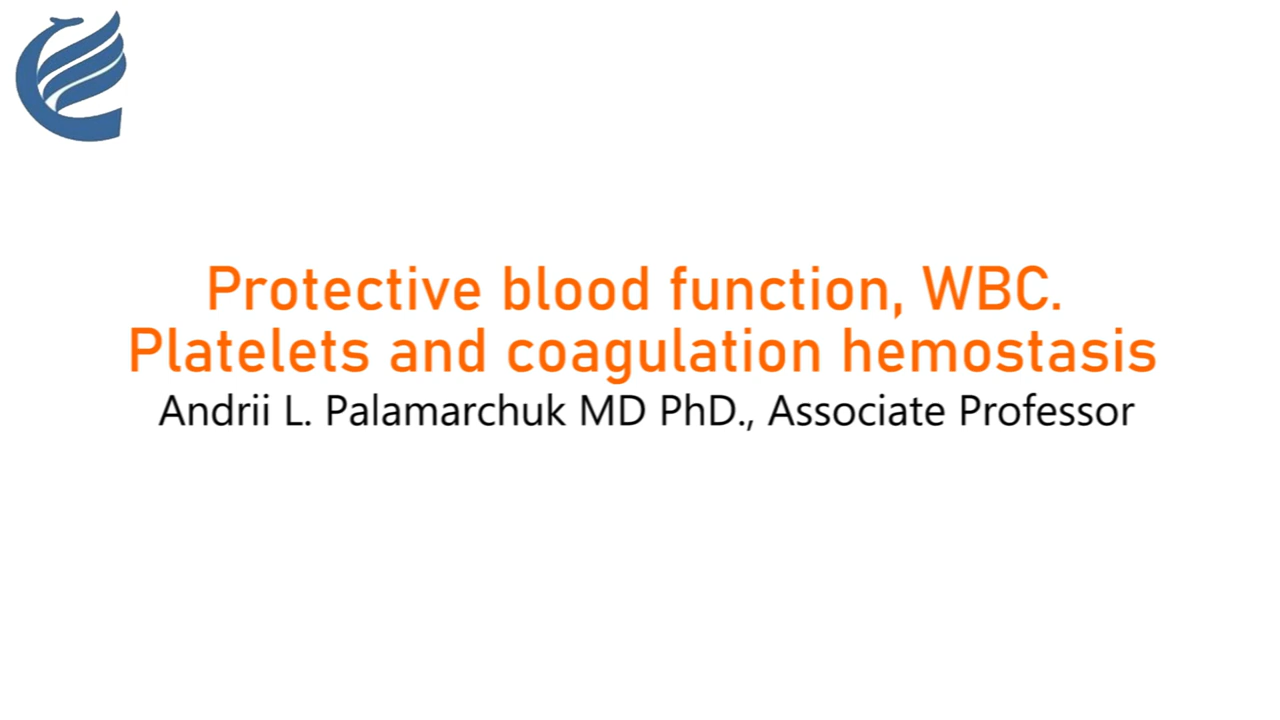 Protective blood function, WBC.
Platelets and coagulation hemostasis
Andrii L. Palamarchuk MD PhD., Associate Professor